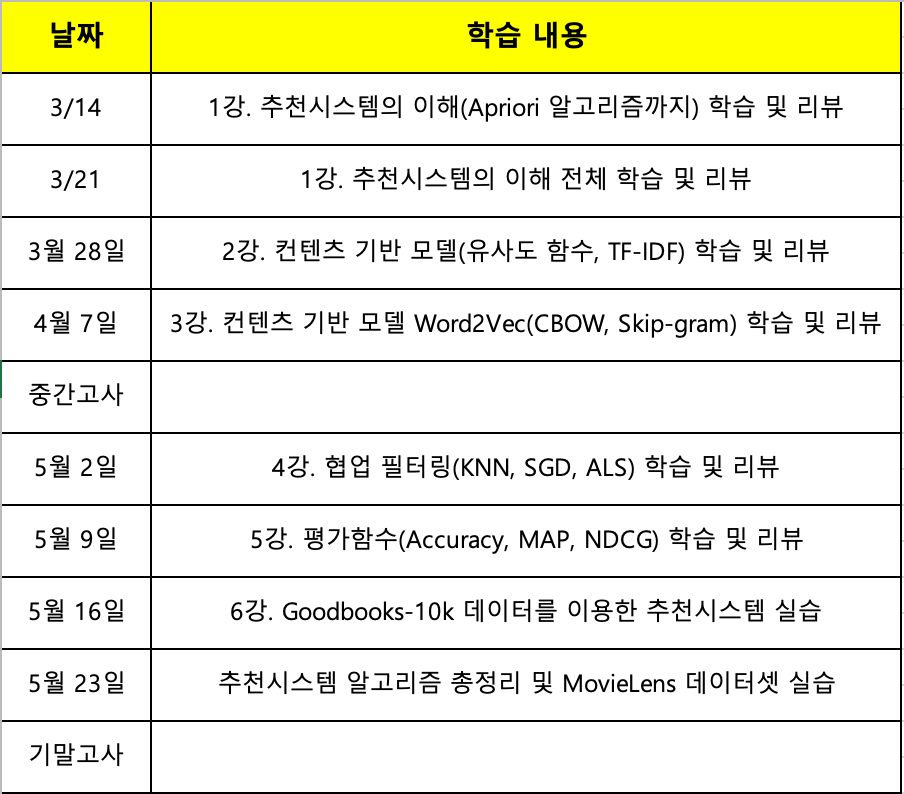 날짜 학습 내용
3/14 1강. 추천시스템의 이해(Apriori 알고리즘까지) 학습 및 리뷰
3/21 1강. 추천시스템의 이해 전체 학습 및 리뷰
3월 28일 2강. 컨텐츠 기반 모델(유사도 함수, TF-IDF) 학습 및 리뷰
4월 7일 3강. 컨텐츠 기반 모델 Word2Vec(CBOW, Skip-gram) 학습 및 리뷰
중간고사
5월 2일 4강. 협업 필터링(KNN, SGD, ALS) 학습 및 리뷰
5월 9일 5강. 평가함수(Accuracy, MAP, NDCG) 학습 및 리뷰
5월 16일 6강. Goodbooks-10k 데이터를 이용한 추천시스템 실습
5월 23일 추천시스템 알고리즘 총정리 및 MovieLens 데이터셋 실습
기말고사